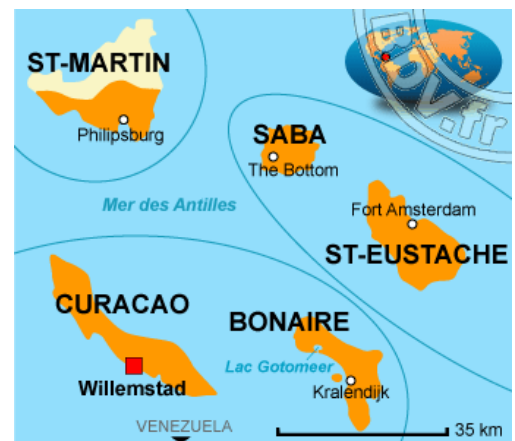 Bdv.fr
ST-MARTIN
Philipsburg
SABA
The Bottom
Mer des Antilles
Fort Amsterdam
ST-EUSTACHE
CURACAO
BONAIRE
Lac Gotomeer
Willemstad
Kralendijk
VENEZUELA
35 km